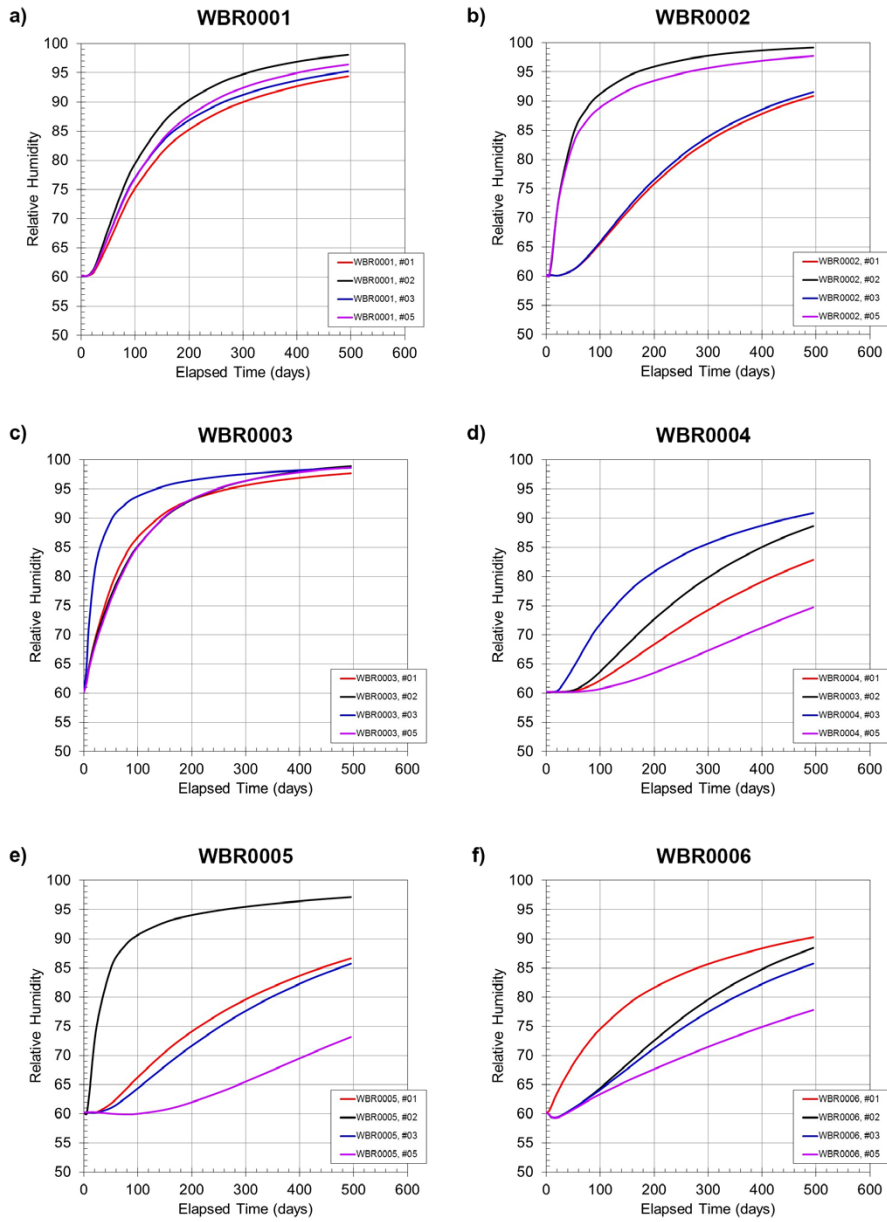 a) WBR0001
Relative Humidity
100
95
90
85
80
75
70
65
60
55
50
WBR0001, #01
WBR0001, #02
WBR0001, #03
WBR0001, #05
0 100 200 300 400 500 600
Elapsed Time (days)
b) WBR0002
Relative Humidity
100
95
90
85
80
75
70
65
60
55
50
WBR0002, #01
WBR0002, #02
WBR0002, #03
WBR0002, #05
0 100 200 300 400 500 600
Elapsed Time (days)
c) WBR0003
Relative Humidity
100
95
90
85
80
75
70
65
60
55
50
WBR0003, #01
WBR0003, #02
WBR0003, #03
WBR0003, #05
0 100 200 300 400 500 600
Elapsed Time (days)
d) WBR0004
Relative Humidity
100
95
90
85
80
75
70
65
60
55
50
WBR0004, #01
WBR0003, #02
WBR0004, #03
WBR0004, #05
0 100 200 300 400 500 600
Elapsed Time (days)
e) WBR0005
Relative Humidity
100
95
90
85
80
75
70
65
60
55
50
WBR0005, #01
WBR0005, #02
WBR0005, #03
WBR0005, #05
0 100 200 300 400 500 600
Elapsed Time (days)
f) WBR0006
Relative Humidity
100
95
90
85
80
75
70
65
60
55
50
WBR0006, #01
WBR0006, #02
WBR0006, #03
WBR0006, #05
0 100 200 300 400 500 600
Elapsed Time (days)